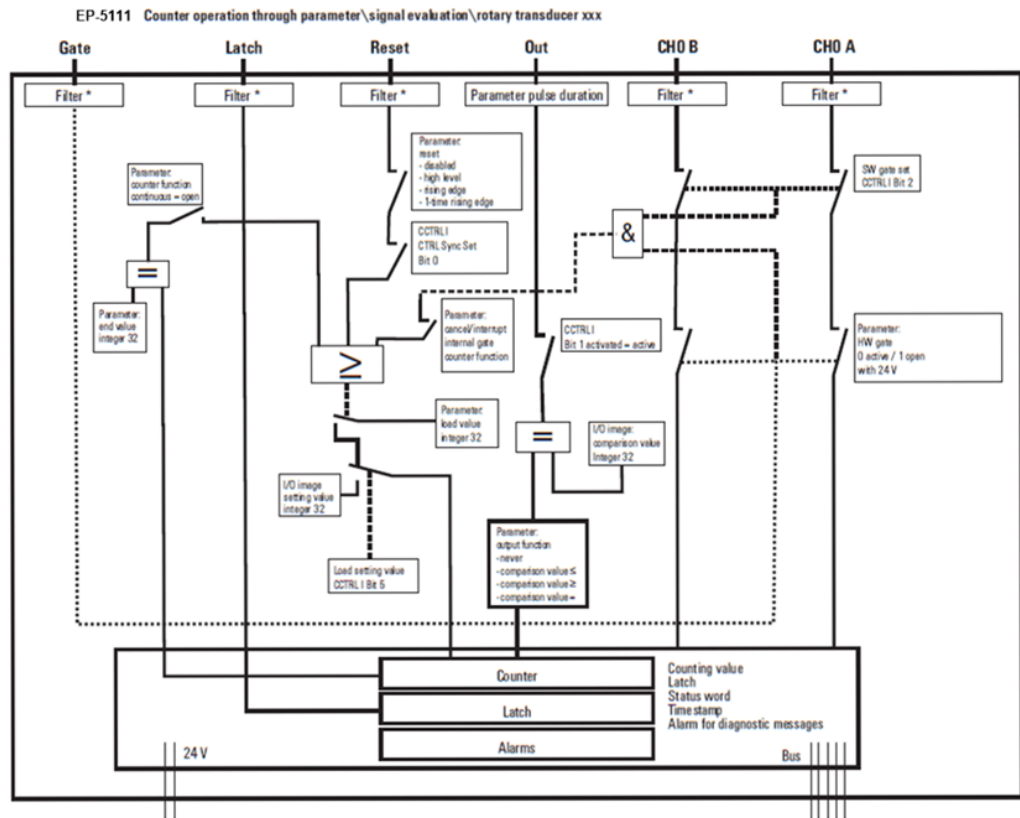 EP-5111 Counter operation through parameter\signal evaluation\rotary transducer xxx
Gate
Latch
Reset
Out
CH0 B
CH0 A
Filter *
Filter *
Filter *
Parameter pulse duration
Filter *
Filter *
Parameter:
counter function
continuous = open
Parameter:
reset
- disabled
- high level
- rising edge
- 1-time rising edge
SW gate set
CCTRL I Bit 2
CCTRL I
CTRL Sync Set
Bit 0
&
=
Parameter:
end value
integer 32
Parameter:
cancel/interrupt
internal gate
counter function
CCTRL I
Bit 1 activated = active
Parameter:
HW gate
0 active / 1 open
with 24 V
≥
Parameter:
load value
integer 32
=
I/O image:
comparison value
Integer 32
I/O image
setting value
integer 32
Load setting value
CCTRL I Bit 5
Parameter:
output function
- never
- comparison value ≤
- comparison value ≥
- comparison value =
Counter
Latch
Alarms
Counting value
Latch
Status word
Timestamp
Alarm for diagnostic messages
24 V
Bus